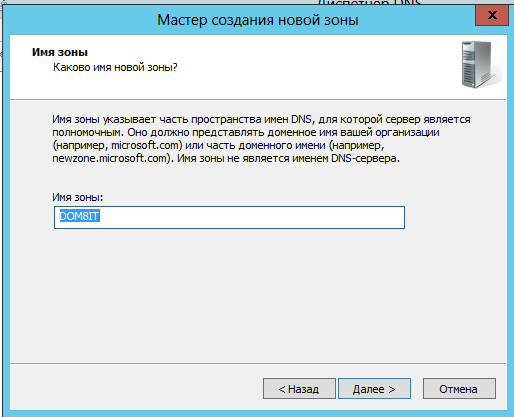 Диспетчер DNS
Мастер создания новой зоны
x
Имя зоны
Каково имя новой зоны?
Имя зоны указывает часть пространства имен DNS, для которой сервер является
полномочным. Оно должно представлять доменное имя вашей организации
(например, microsoft.com) или часть доменного имени (например,
newzone.microsoft.com). Имя зоны не является именем DNS-сервера.
Имя зоны:
DOM8IT
< Назад
Далее >
Отмена